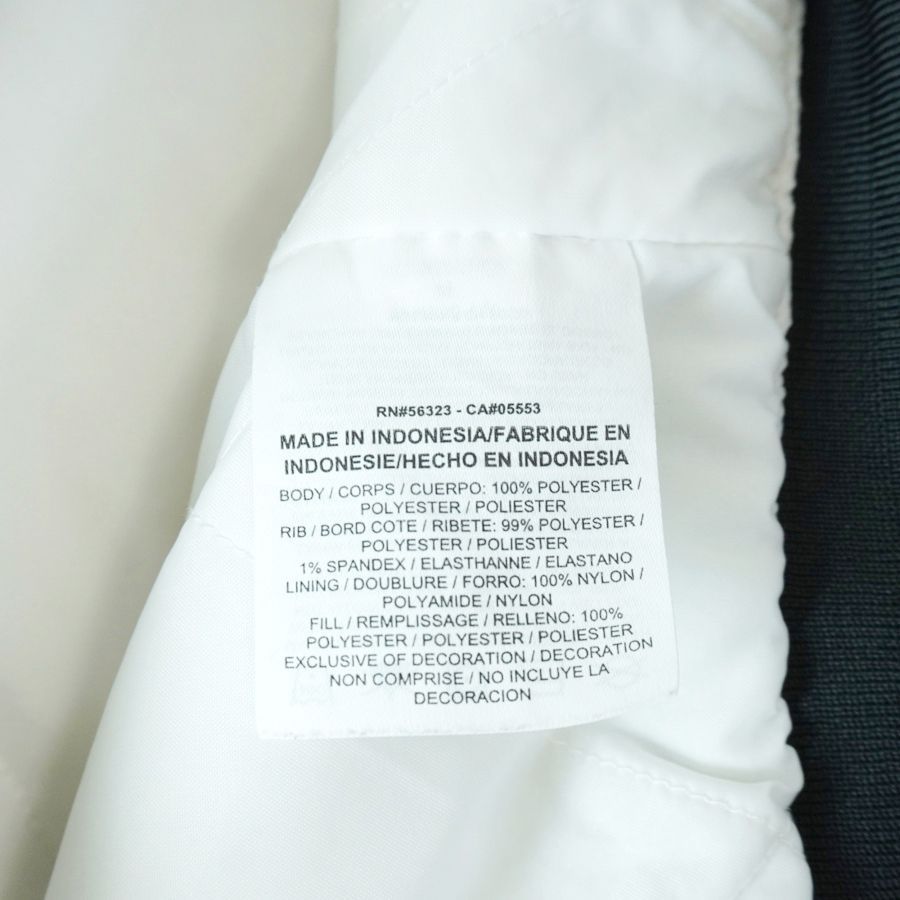 RN#56323 - CA#05553
MADE IN INDONESIA/FABRIQUE EN
INDONESIE/HECHO EN INDONESIA
BODY / CORPS / CUERPO: 100% POLYESTER /
POLYESTER / POLIESTER
RIB / BORD COTE / RIBETE: 99% POLYESTER /
POLYESTER / POLIESTER
1% SPANDEX / ELASTHANNE / ELASTANO
LINING / DOUBLURE / FORRO: 100% NYLON /
POLYAMIDE / NYLON
FILL / REMPLISSAGE / RELLENO: 100%
POLYESTER / POLYESTER / POLIESTER
EXCLUSIVE OF DECORATION / DECORATION
NON COMPRISE / NO INCLUYE LA
DECORACION